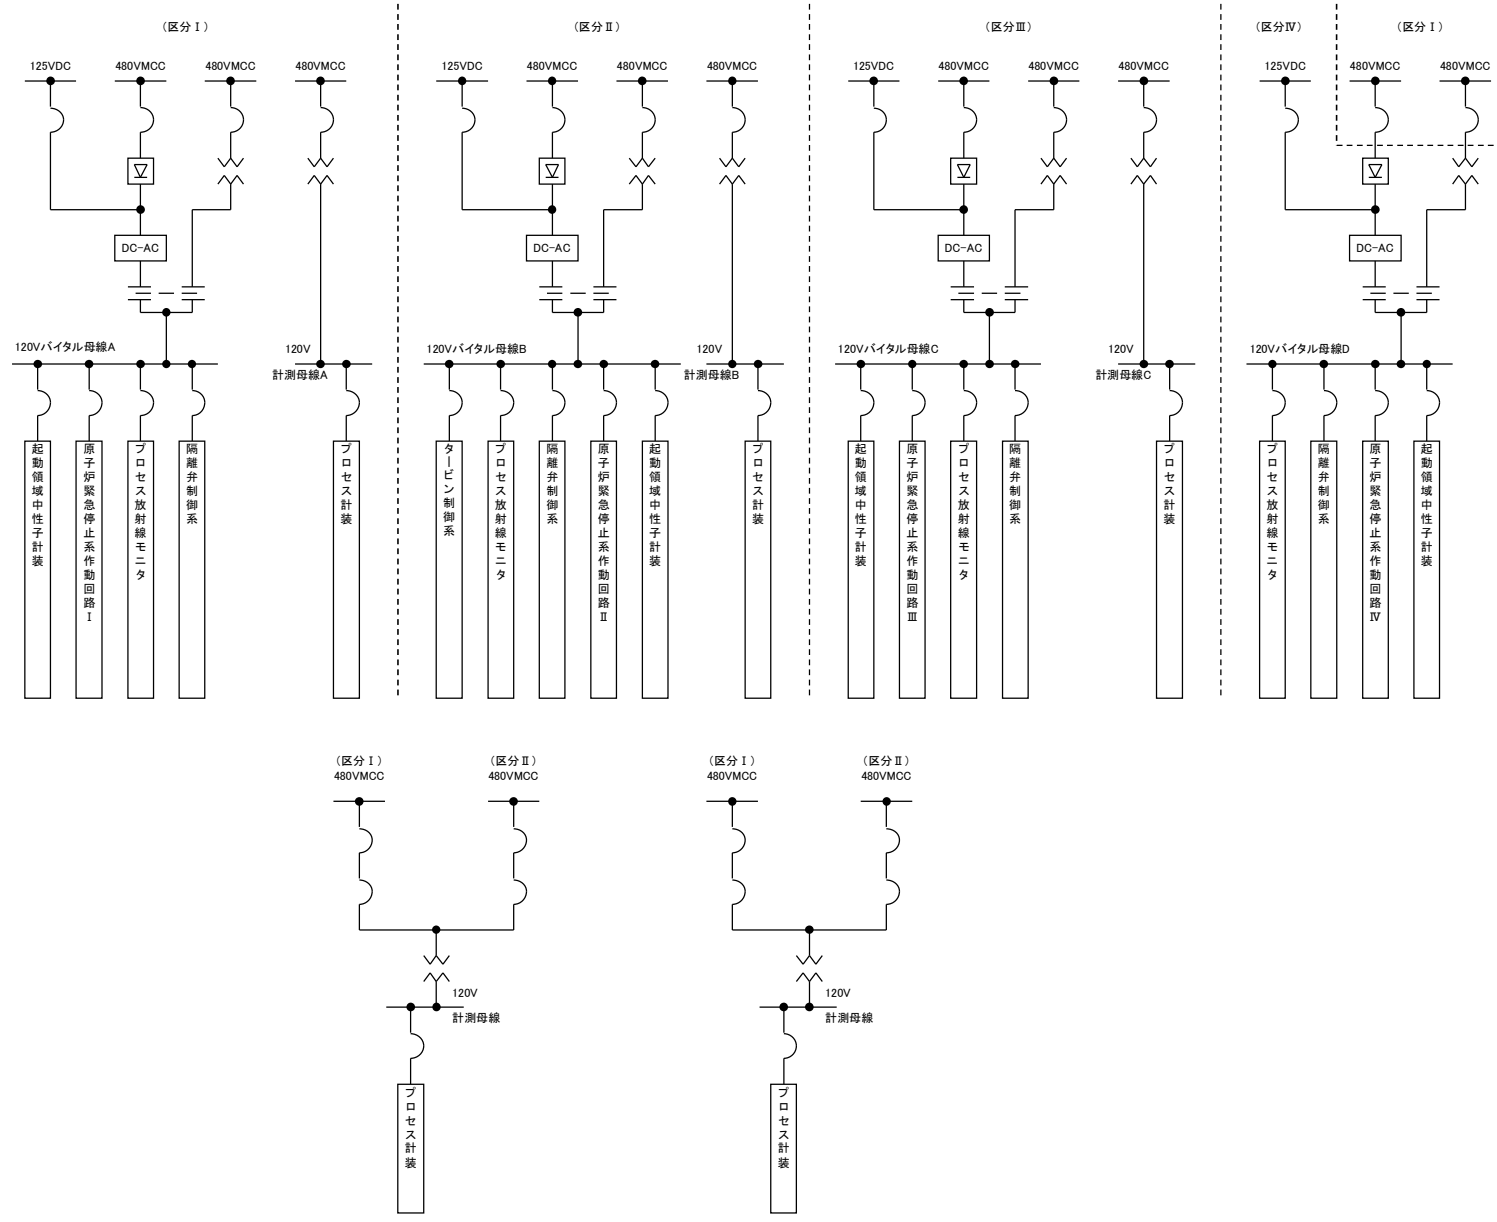 (区分Ⅰ)
(区分Ⅱ)
(区分Ⅲ)
(区分Ⅳ)
(区分Ⅰ)
125VDC
480VMCC
480VMCC
480VMCC
125VDC
480VMCC
480VMCC
480VMCC
125VDC
480VMCC
480VMCC
480VMCC
125VDC
480VMCC
480VMCC
DC-AC
DC-AC
DC-AC
DC-AC
120Vバイタル母線A
120V
計測母線A
120Vバイタル母線B
120V
計測母線B
120Vバイタル母線C
120V
計測母線C
120Vバイタル母線D
起動領域中性子計装
原子炉緊急停止系作動回路Ⅰ
プロセス放射線モニタ
隔離弁制御系
プロセス計装
タービン制御系
プロセス放射線モニタ
隔離弁制御系
原子炉緊急停止系作動回路Ⅱ
起動領域中性子計装
プロセス計装
起動領域中性子計装
原子炉緊急停止系作動回路Ⅲ
プロセス放射線モニタ
隔離弁制御系
プロセス計装
プロセス放射線モニタ
隔離弁制御系
原子炉緊急停止系作動回路Ⅳ
起動領域中性子計装
(区分Ⅰ)
480VMCC
(区分Ⅱ)
480VMCC
120V
計測母線
プロセス計装
(区分Ⅰ)
480VMCC
(区分Ⅱ)
480VMCC
120V
計測母線
プロセス計装